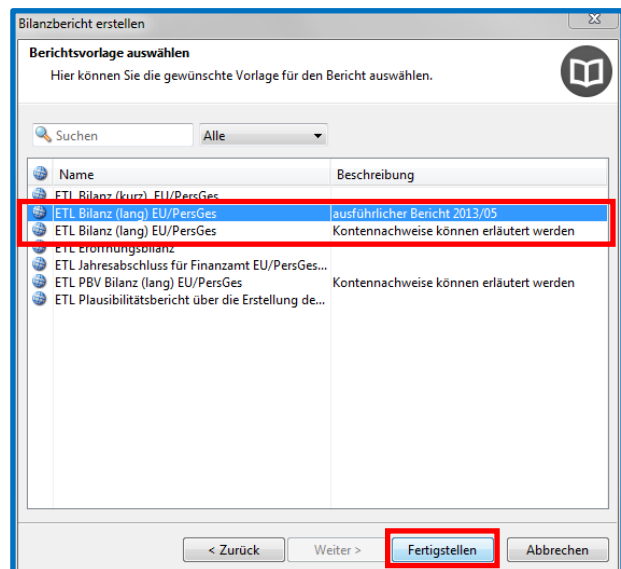 Bilanzbericht erstellen
Berichtsvorlage auswählen
Hier können Sie die gewünschte Vorlage für den Bericht auswählen.
Suchen Alle
Name Beschreibung
ETL Bilanz (kurz) EU/PersGes
ETL Bilanz (lang) EU/PersGes ausführlicher Bericht 2013/05
ETL Bilanz (lang) EU/PersGes Kontennachweise können erläutert werden
ETL Eröffnungsbilanz
ETL Jahresabschluss für Finanzamt EU/PersGes...
ETL PBV Bilanz (lang) EU/PersGes Kontennachweise können erläutert werden
ETL Plausibilitätsbericht über die Erstellung de...
< Zurück Weiter > Fertigstellen Abbrechen